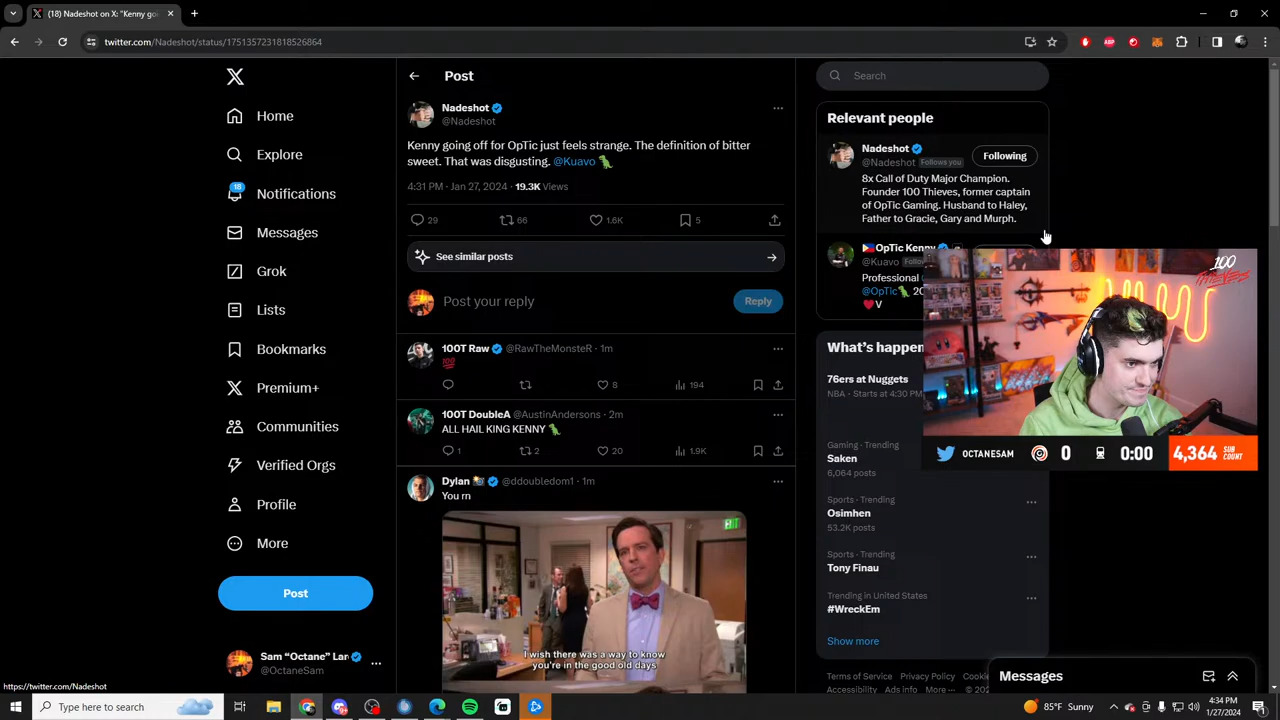 (18) Nadeshot on X: "Kenny goi
twitter.com/Nadeshot/status/1751357231818526864
Home
Explore
18
Notifications
Messages
Grok
Lists
Bookmarks
Premium+
Communities
Verified Orgs
Profile
More
Post
Sam “Octane” Lar
@OctaneSam
https://twitter.com/Nadeshot
Post
Nadeshot
@Nadeshot
Kenny going off for OpTic just feels strange. The definition of bitter
sweet. That was disgusting. @Kuavo
4:31 PM · Jan 27, 2024 · 19.3K Views
29 66 1.6K 5
See similar posts
Post your reply
Reply
100T Raw @RawTheMonsteR · 1m
💯
8 194
100T DoubleA @AustinAndersons · 2m
ALL HAIL KING KENNY
1 2 20 1.9K
Dylan @ddoubledom1 · 1m
You rn
EXIT
I wish there was a way to know
you're in the good old days
Search
Relevant people
Nadeshot
@Nadeshot Follows you
Following
8x Call of Duty Major Champion.
Founder 100 Thieves, former captain
of OpTic Gaming. Husband to Haley,
Father to Gracie, Gary and Murph.
OpTic Kenny
@Kuavo
Professional
@OpTic
V
What's happen
76ers at Nuggets
NBA · Starts at 4:30 PM
Gaming · Trending
Saken
6,064 posts
Sports · Trending
Osimhen
53.2K posts
Sports · Trending
Tony Finau
Trending in United States
#WreckEm
Show more
Terms of Service Privacy Policy Cookie
Accessibility Ads info More ···
100
THIEVES
OCTANESAM 0 0:00 4,364 SUB
COUNT
Messages
Type here to search
85°F Sunny
4:34 PM
1/27/2024